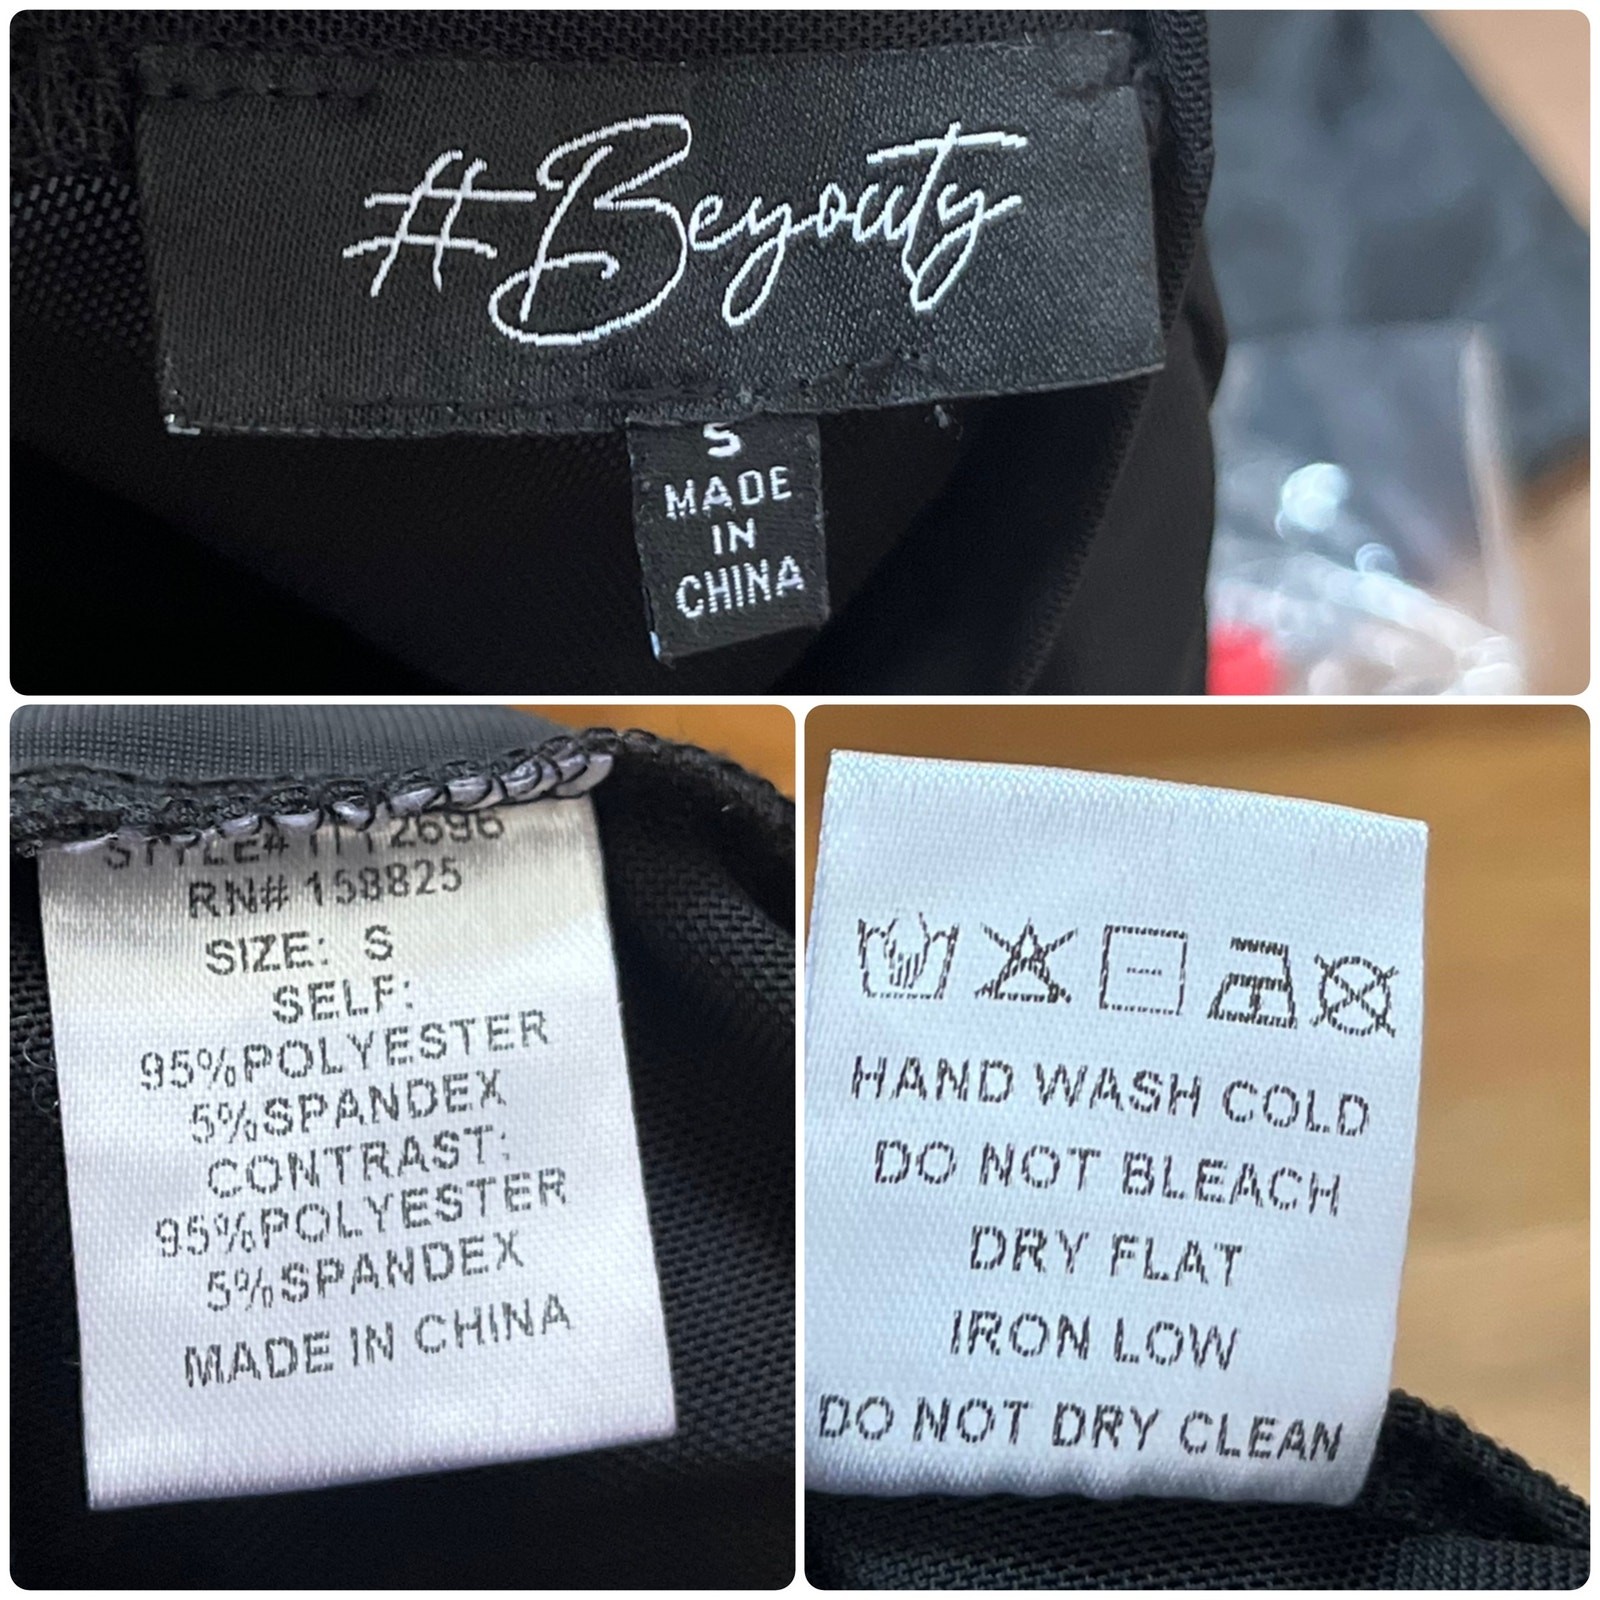 #Beyouty
S
MADE
IN
CHINA
RN# 158825
SIZE: S
SELF:
95%POLYESTER
5%SPANDEX
CONTRAST:
95%POLYESTER
5%SPANDEX
MADE IN CHINA
HAND WASH COLD
DO NOT BLEACH
DRY FLAT
IRON LOW
DO NOT DRY CLEAN